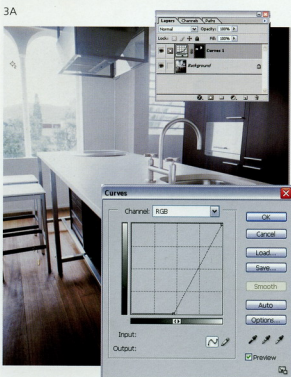 3A
Layers Channels Paths
Normal Opacity: 100%
Lock: Fill: 100%
Curves 1
Background
Curves
Channel: RGB
OK
Cancel
Load...
Save...
Smooth
Auto
Options...
Input:
Output:
Preview